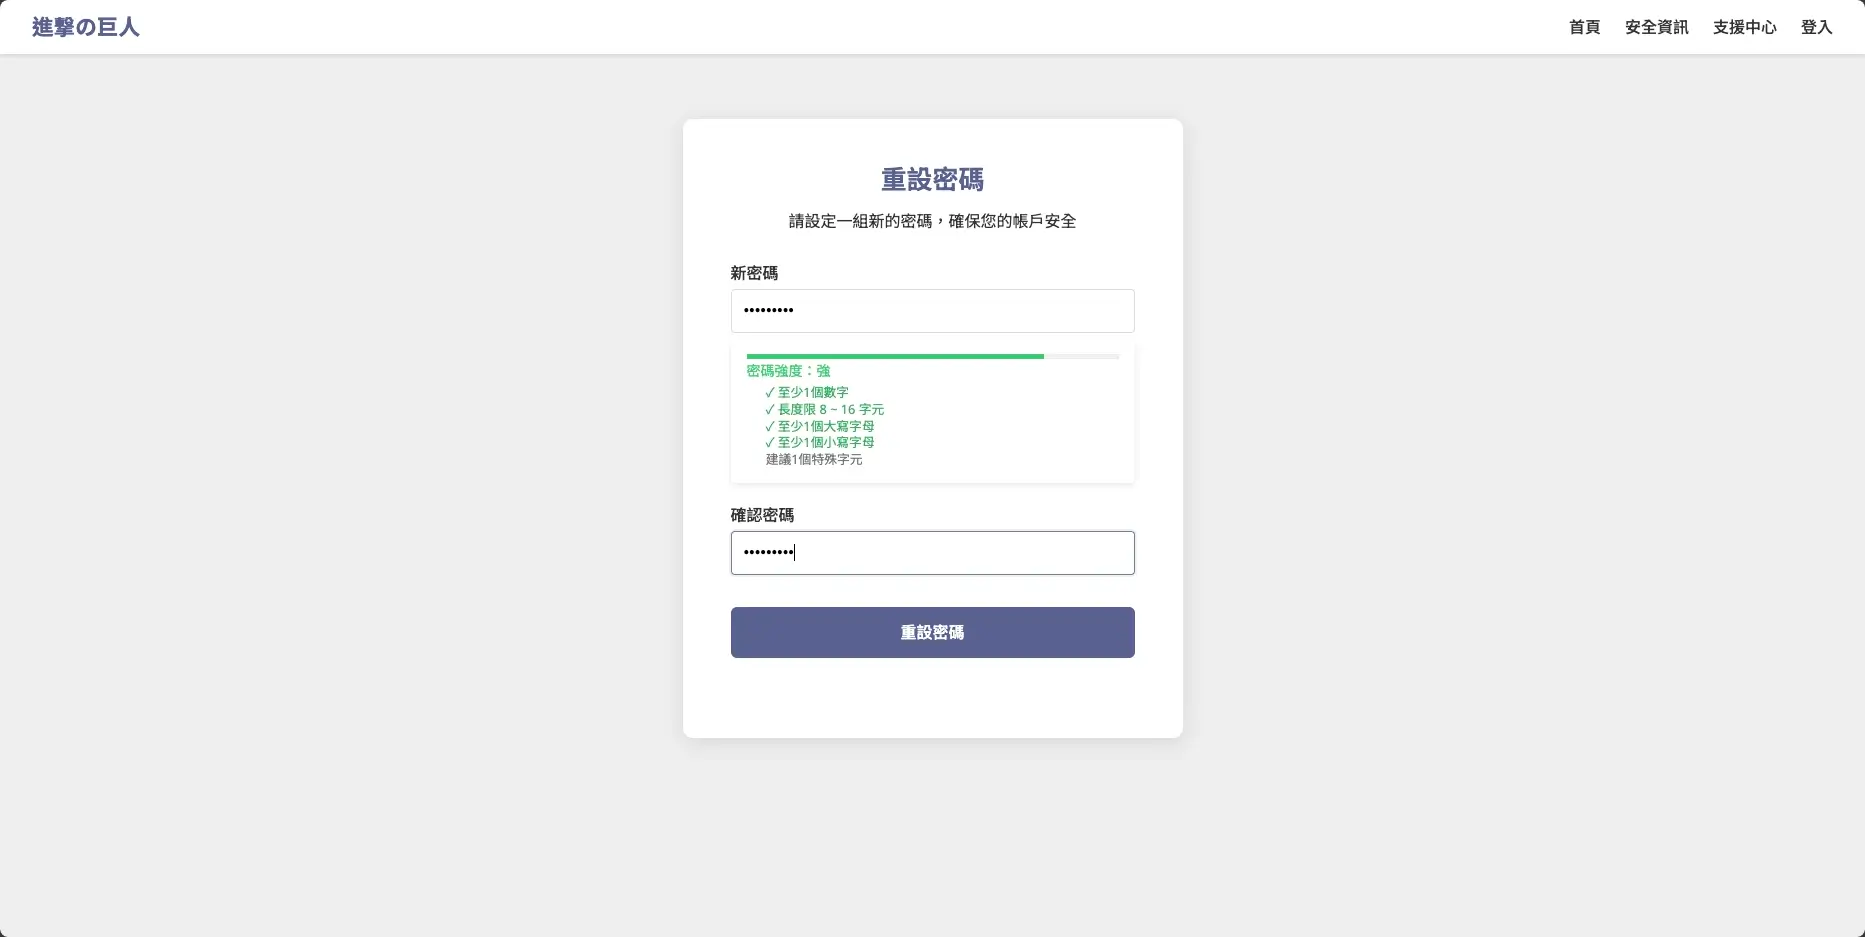 進撃の巨人
首頁 安全資訊 支援中心 登入
重設密碼
請設定一組新的密碼，確保您的帳戶安全
新密碼
•••••••••
密碼強度：強
✓ 至少1個數字
✓ 長度限 8 ~ 16 字元
✓ 至少1個大寫字母
✓ 至少1個小寫字母
建議1個特殊字元
確認密碼
•••••••••
重設密碼